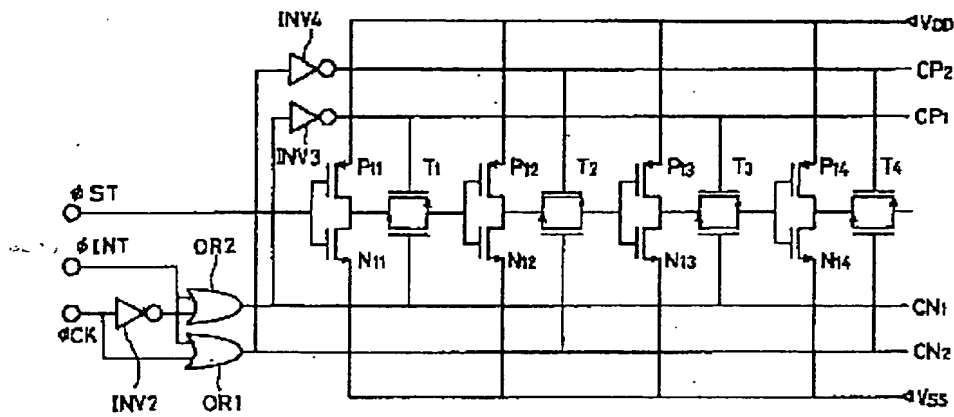 INV4
VDD
CP2
CP1
INV3
P11
T1
P12
T2
P13
T3
P14
T4
φST
φINT
OR2
N11
N12
N13
N14
φCK
CN1
CN2
INV2
OR1
VSS